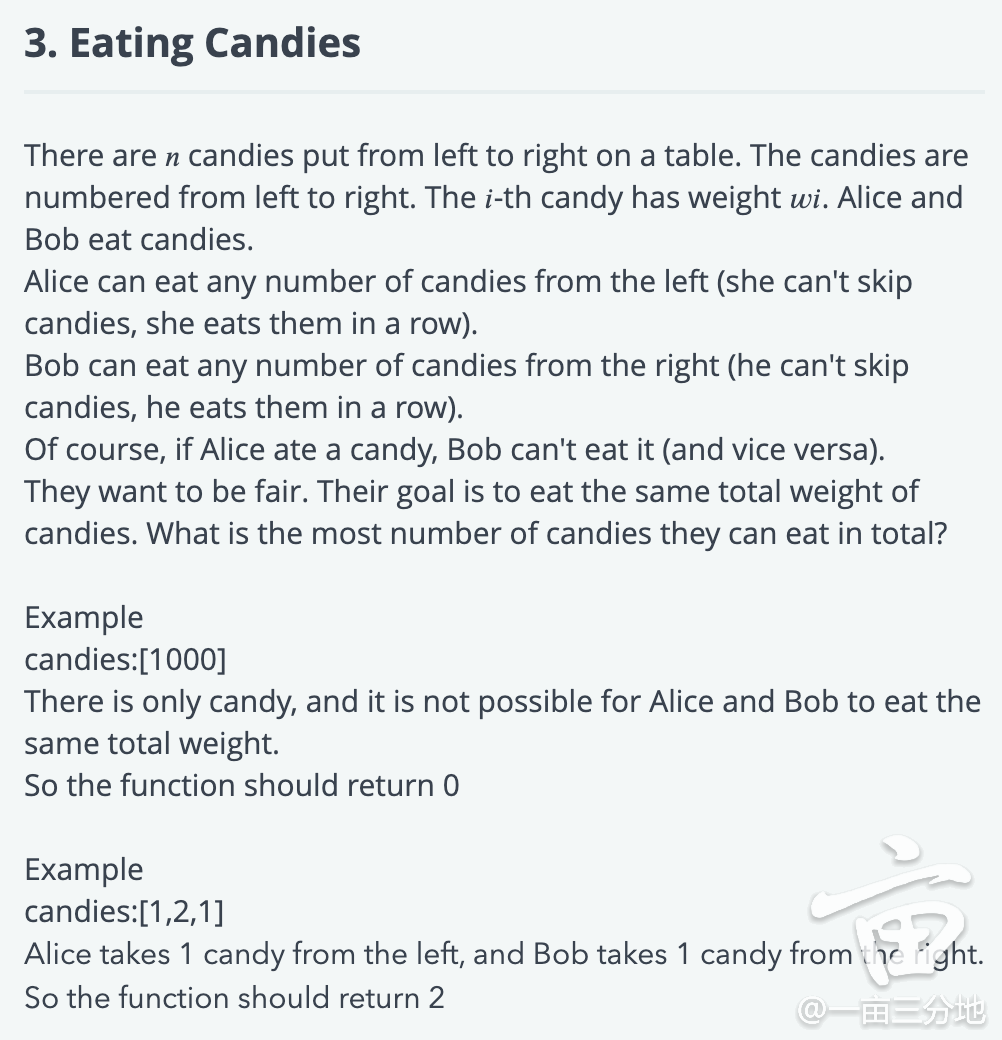 3. Eating Candies
There are n candies put from left to right on a table. The candies are
numbered from left to right. The i-th candy has weight wi. Alice and
Bob eat candies.
Alice can eat any number of candies from the left (she can't skip
candies, she eats them in a row).
Bob can eat any number of candies from the right (he can't skip
candies, he eats them in a row).
Of course, if Alice ate a candy, Bob can't eat it (and vice versa).
They want to be fair. Their goal is to eat the same total weight of
candies. What is the most number of candies they can eat in total?
Example
candies:[1000]
There is only candy, and it is not possible for Alice and Bob to eat the
same total weight.
So the function should return 0
Example
candies:[1,2,1]
Alice takes 1 candy from the left, and Bob takes 1 candy from the right.
So the function should return 2
亩
@一亩三分地